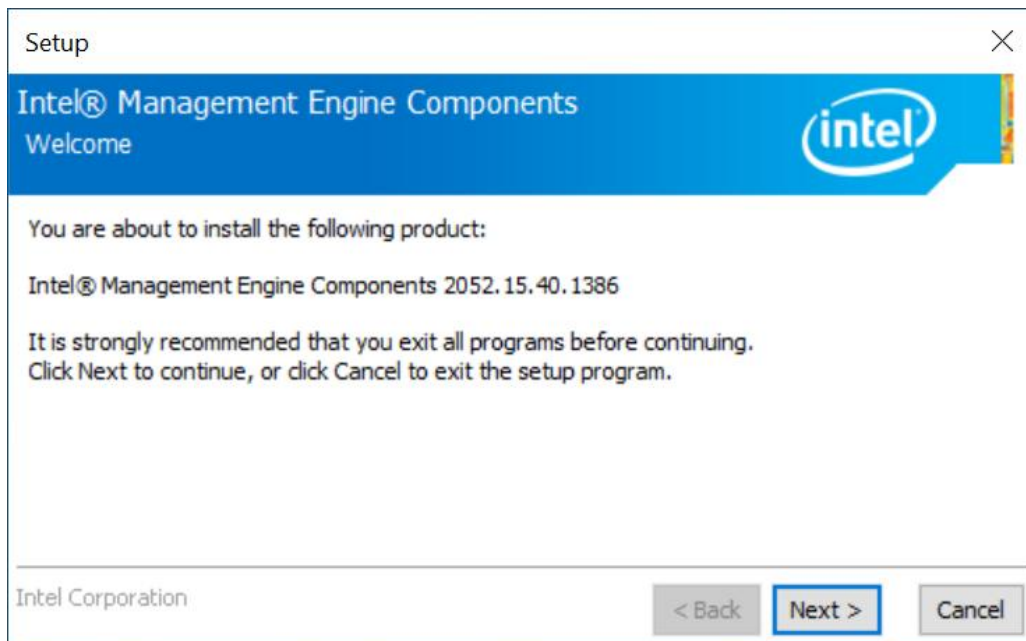 Setup
Intel® Management Engine Components
Welcome
intel
You are about to install the following product:
Intel® Management Engine Components 2052.15.40.1386
It is strongly recommended that you exit all programs before continuing.
Click Next to continue, or click Cancel to exit the setup program.
Intel Corporation
< Back Next > Cancel